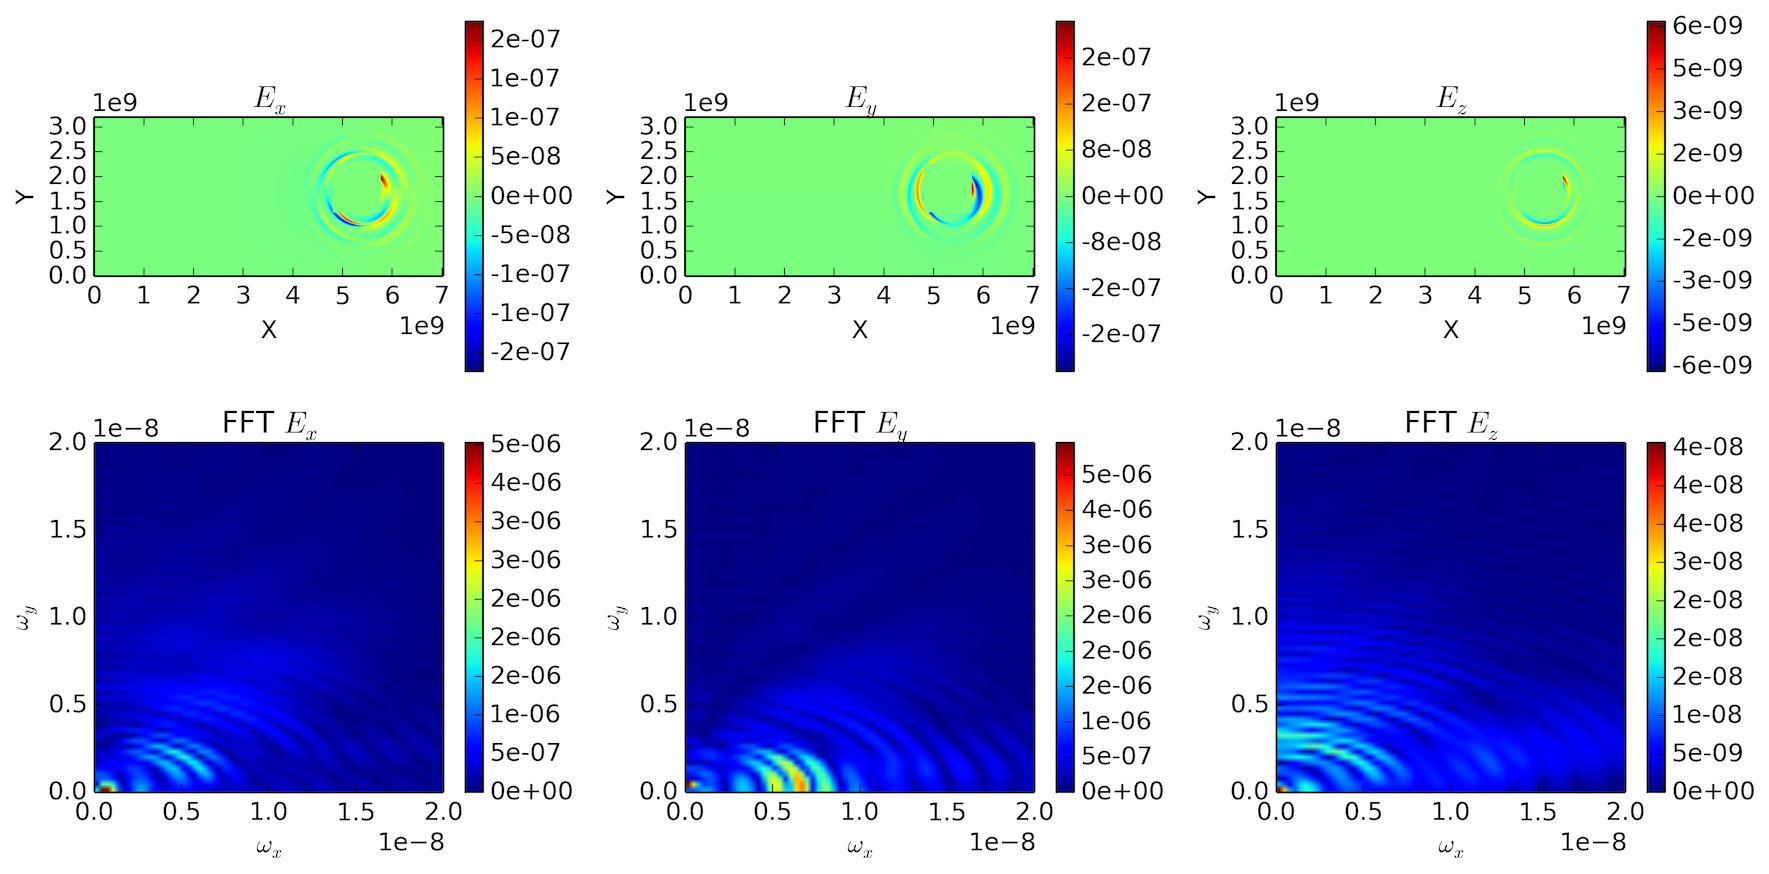 1e9 E_x
3.0
2.5
2.0
1.5
1.0
0.5
0.0
Y
0 1 2 3 4 5 6 7
X 1e9
2e-07
1e-07
1e-07
5e-08
0e+00
-5e-08
-1e-07
-1e-07
-2e-07
1e9 E_y
3.0
2.5
2.0
1.5
1.0
0.5
0.0
Y
0 1 2 3 4 5 6 7
X 1e9
2e-07
2e-07
8e-08
0e+00
-8e-08
-2e-07
-2e-07
1e9 E_z
3.0
2.5
2.0
1.5
1.0
0.5
0.0
Y
0 1 2 3 4 5 6 7
X 1e9
6e-09
5e-09
3e-09
2e-09
0e+00
-2e-09
-3e-09
-5e-09
-6e-09
1e−8 FFT E_x
2.0
1.5
1.0
0.5
0.0
ω_y
0.0 0.5 1.0 1.5 2.0
ω_x 1e−8
5e-06
4e-06
3e-06
3e-06
2e-06
2e-06
1e-06
1e-06
5e-07
0e+00
1e−8 FFT E_y
2.0
1.5
1.0
0.5
0.0
ω_y
0.0 0.5 1.0 1.5 2.0
ω_x 1e−8
5e-06
4e-06
4e-06
3e-06
2e-06
2e-06
1e-06
5e-07
0e+00
1e−8 FFT E_z
2.0
1.5
1.0
0.5
0.0
ω_y
0.0 0.5 1.0 1.5 2.0
ω_x 1e−8
4e-08
4e-08
4e-08
3e-08
2e-08
2e-08
2e-08
1e-08
5e-09
0e+00